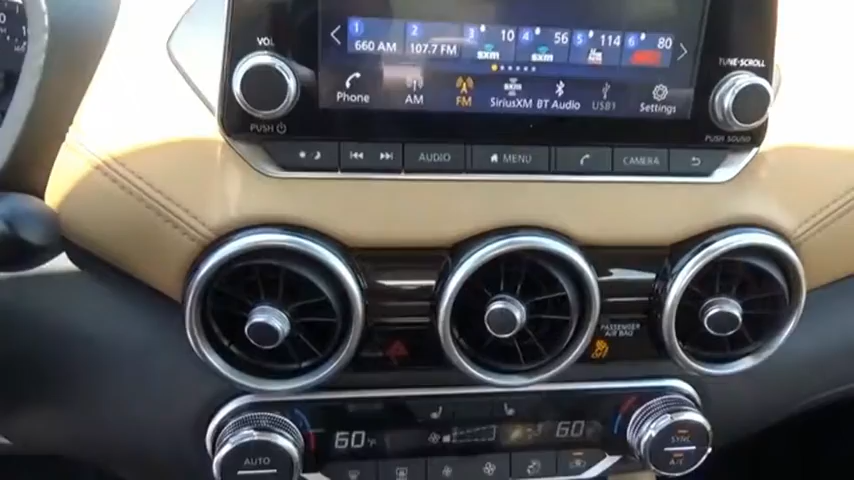 1 2 3 10 4 56 5 114 6 80
660 AM 107.7 FM sxm sxm
VOL TUNE•SCROLL
Phone AM FM SiriusXM BT Audio USB Settings
PUSH PUSH SOUND
AUDIO MENU CAMERA
PASSENGER
AIR BAG
60°F 60
AUTO SYNC
A/C